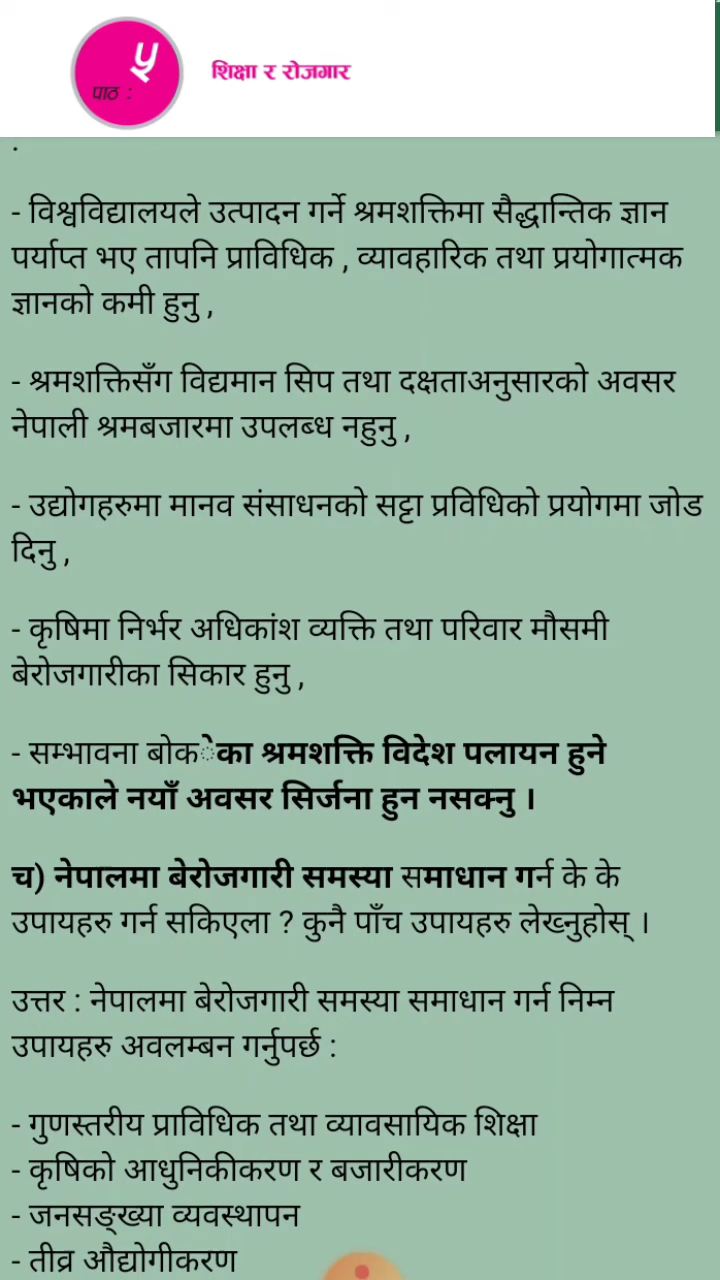 ५
पाठ :
शिक्षा र रोजगार
.
- विश्वविद्यालयले उत्पादन गर्ने श्रमशक्तिमा सैद्धान्तिक ज्ञान
पर्याप्त भए तापनि प्राविधिक , व्यावहारिक तथा प्रयोगात्मक
ज्ञानको कमी हुनु ,
- श्रमशक्तिसँग विद्यमान सिप तथा दक्षताअनुसारको अवसर
नेपाली श्रमबजारमा उपलब्ध नहुनु ,
- उद्योगहरुमा मानव संसाधनको सट्टा प्रविधिको प्रयोगमा जोड
दिनु ,
- कृषिमा निर्भर अधिकांश व्यक्ति तथा परिवार मौसमी
बेरोजगारीका सिकार हुनु ,
- सम्भावना बोकेका श्रमशक्ति विदेश पलायन हुने
भएकाले नयाँ अवसर सिर्जना हुन नसक्नु ।
च) नेपालमा बेरोजगारी समस्या समाधान गर्न के के
उपायहरु गर्न सकिएला ? कुनै पाँच उपायहरु लेख्नुहोस् ।
उत्तर : नेपालमा बेरोजगारी समस्या समाधान गर्न निम्न
उपायहरु अवलम्बन गर्नुपर्छ :
- गुणस्तरीय प्राविधिक तथा व्यावसायिक शिक्षा
- कृषिको आधुनिकीकरण र बजारीकरण
- जनसङ्ख्या व्यवस्थापन
- तीव्र औद्योगीकरण